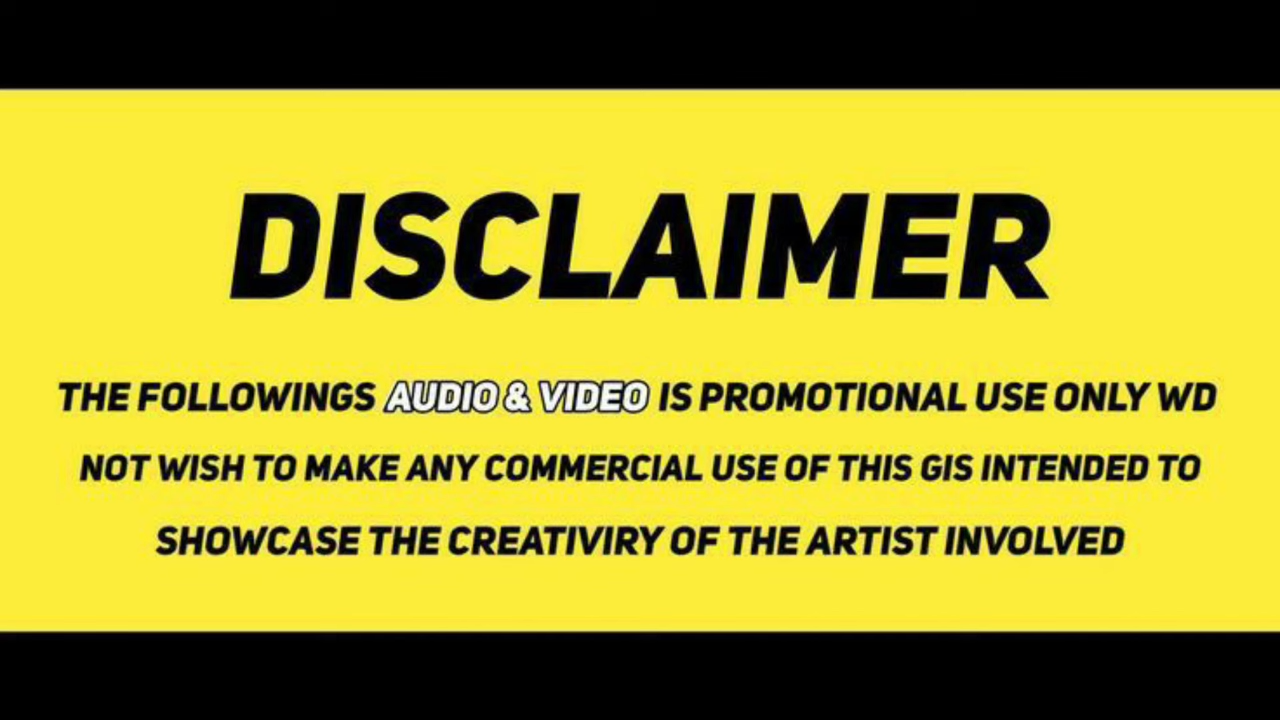 DISCLAIMER
THE FOLLOWINGS AUDIO & VIDEO IS PROMOTIONAL USE ONLY WD
NOT WISH TO MAKE ANY COMMERCIAL USE OF THIS GIS INTENDED TO
SHOWCASE THE CREATIVIRY OF THE ARTIST INVOLVED